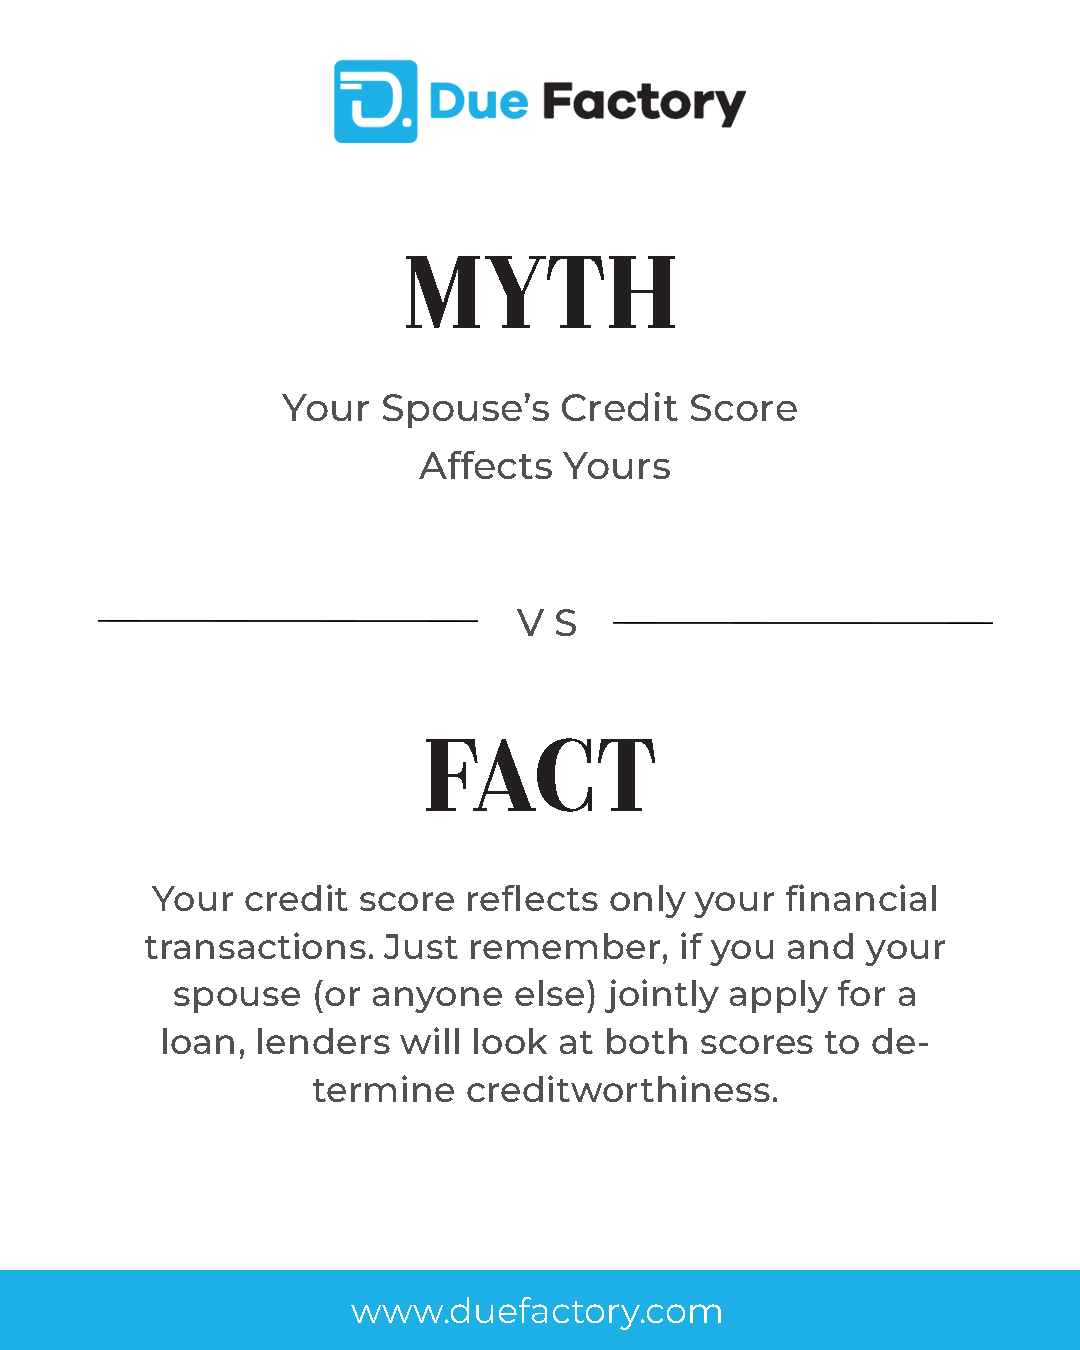 D.
Due Factory
MYTH
Your Spouse’s Credit Score
Affects Yours
VS
FACT
Your credit score reflects only your financial
transactions. Just remember, if you and your
spouse (or anyone else) jointly apply for a
loan, lenders will look at both scores to de-
termine creditworthiness.
www.duefactory.com